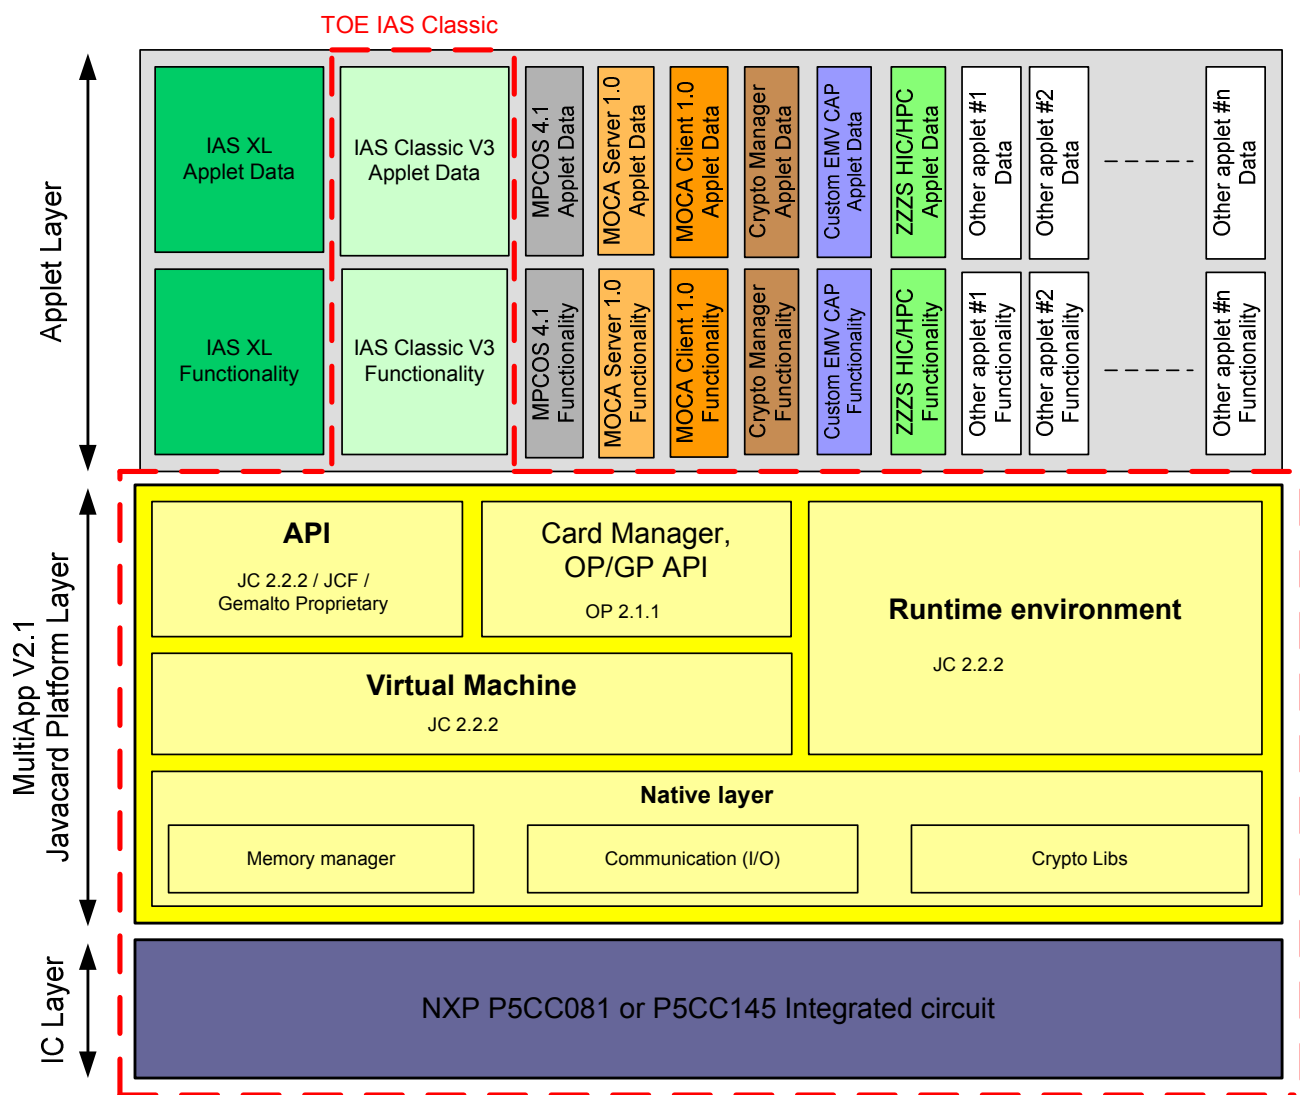 TOE IAS Classic
Applet Layer
IAS XL
Applet Data
IAS Classic V3
Applet Data
MPCOS 4.1
Applet Data
MOCA Server 1.0
Applet Data
MOCA Client 1.0
Applet Data
Crypto Manager
Applet Data
Custom EMV CAP
Applet Data
ZZZS HIC/HPC
Applet Data
Other applet #1
Data
Other applet #2
Data
Other applet #n
Data
IAS XL
Functionality
IAS Classic V3
Functionality
MPCOS 4.1
Functionality
MOCA Server 1.0
Functionality
MOCA Client 1.0
Functionality
Crypto Manager
Functionality
Custom EMV CAP
Functionality
ZZZS HIC/HPC
Functionality
Other applet #1
Functionality
Other applet #2
Functionality
Other applet #n
Functionality
MultiApp V2.1
Javacard Platform Layer
API
JC 2.2.2 / JCF /
Gemalto Proprietary
Card Manager,
OP/GP API
OP 2.1.1
Runtime environment
JC 2.2.2
Virtual Machine
JC 2.2.2
Native layer
Memory manager
Communication (I/O)
Crypto Libs
IC Layer
NXP P5CC081 or P5CC145 Integrated circuit